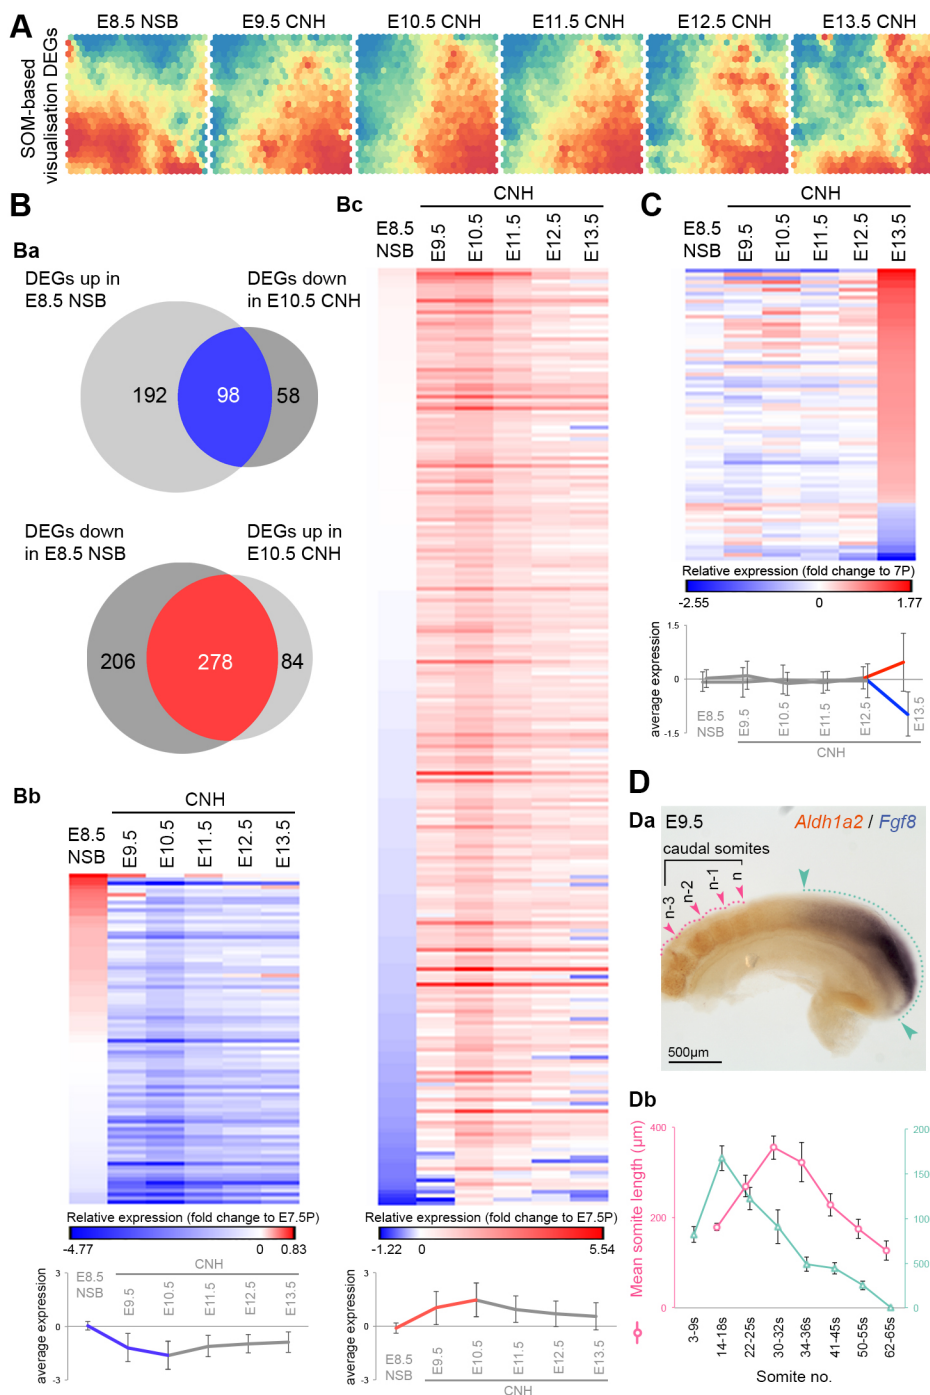 A
E8.5 NSB E9.5 CNH E10.5 CNH E11.5 CNH E12.5 CNH E13.5 CNH
SOM-based
visualisation DEGs
B
Ba
DEGs up in
E8.5 NSB
DEGs down
in E10.5 CNH
192 98 58
DEGs down
in E8.5 NSB
DEGs up in
E10.5 CNH
206 278 84
Bb
CNH
E8.5
NSB
E9.5
E10.5
E11.5
E12.5
E13.5
Relative expression (fold change to E7.5P)
-4.77 0 0.83
average expression
3
0
-3
E8.5
NSB
CNH
E9.5
E10.5
E11.5
E12.5
E13.5
Bc
CNH
E8.5
NSB
E9.5
E10.5
E11.5
E12.5
E13.5
Relative expression (fold change to E7.5P)
-1.22 0 5.54
average expression
3
0
-3
E8.5
NSB
E9.5
E10.5
E11.5
E12.5
E13.5
CNH
C
CNH
E8.5
NSB
E9.5
E10.5
E11.5
E12.5
E13.5
Relative expression (fold change to 7P)
-2.55 0 1.77
average expression
1.5
0
-1.5
E8.5
NSB
E9.5
E10.5
E11.5
E12.5
E13.5
CNH
D
Da
E9.5
Aldh1a2 / Fgf8
caudal somites
n-3
n-2
n-1
n
500μm
Db
Mean somite length (μm)
400
200
0
200
150
100
500
0
3-9s
14-18s
22-25s
30-32s
34-36s
41-45s
50-55s
62-65s
Somite no.